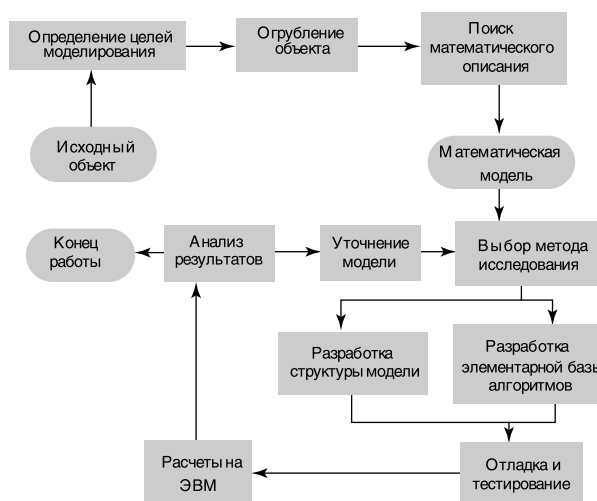 Определение целей
моделирования
Огрубление
объекта
Поиск
математического
описания
Исходный
объект
Математическая
модель
Конец
работы
Анализ
результатов
Уточнение
модели
Выбор метода
исследования
Разработка
структуры модели
Разработка
элементарной базы
алгоритмов
Расчеты на
ЭВМ
Отладка и
тестирование